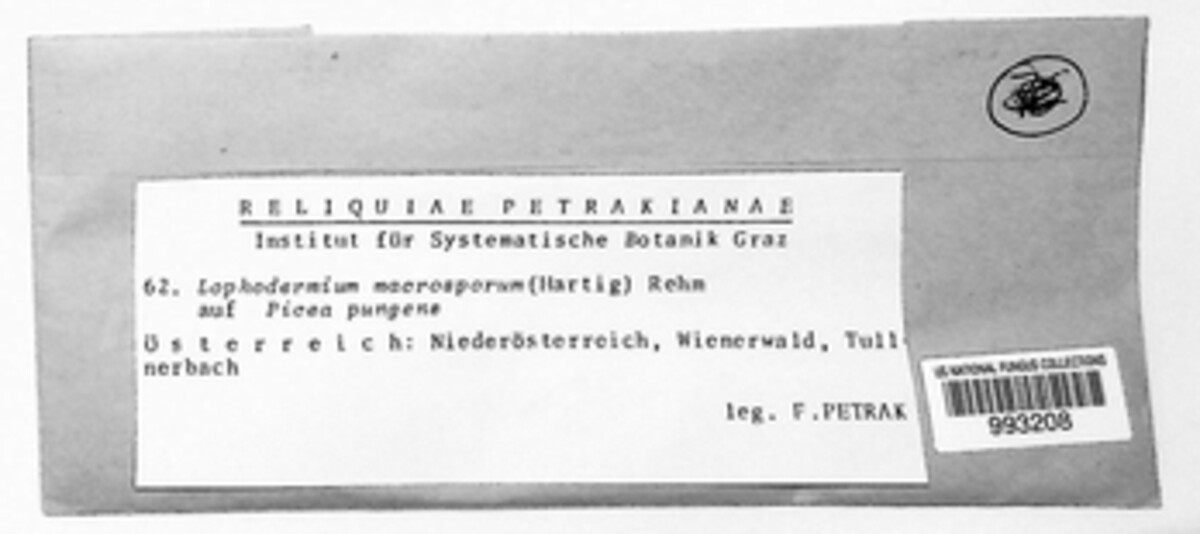 RELIQUIAE PETRAKIANAE
Institut für Systematische Botanik Graz
62. Lophodermium macrosporum (Hartig) Rehm
auf Picea pungens
Österreich: Niederösterreich, Wienerwald, Tull-
nerbach
leg. F.PETRAK
US NATIONAL FUNGUS COLLECTIONS
993208